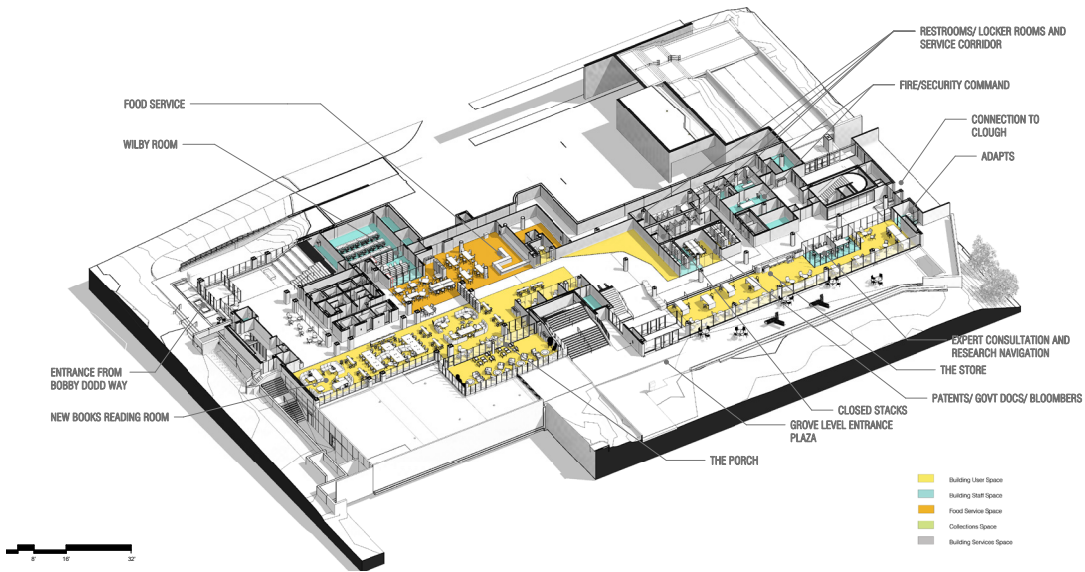 RESTROOMS/ LOCKER ROOMS AND
SERVICE CORRIDOR
FIRE/SECURITY COMMAND
FOOD SERVICE
CONNECTION TO
CLOUGH
WILBY ROOM
ADAPTS
EXPERT CONSULTATION AND
RESEARCH NAVIGATION
ENTRANCE FROM
BOBBY DODD WAY
THE STORE
PATENTS/ GOVT DOCS/ BLOOMBERS
NEW BOOKS READING ROOM
CLOSED STACKS
GROVE LEVEL ENTRANCE
PLAZA
THE PORCH
Building User Space
Building Staff Space
Food Service Space
Collections Space
Building Services Space
8' 16' 32'